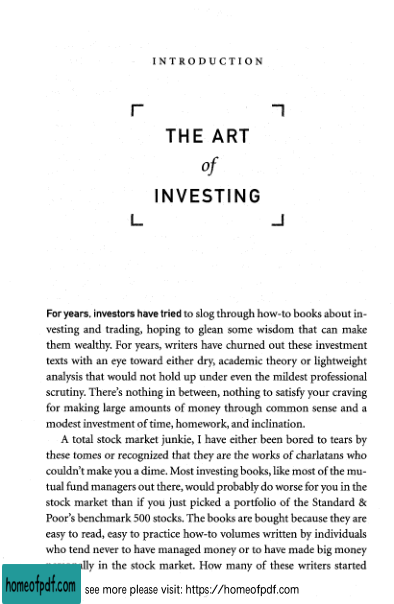 INTRODUCTION
THE ART
of
INVESTING
For years, investors have tried to slog through how-to books about in-
vesting and trading, hoping to glean some wisdom that can make
them wealthy. For years, writers have churned out these investment
texts with an eye toward either dry, academic theory or lightweight
analysis that would not hold up under even the mildest professional
scrutiny. There's nothing in between, nothing to satisfy your craving
for making large amounts of money through common sense and a
modest investment of time, homework, and inclination.
A total stock market junkie, I have either been bored to tears by
these tomes or recognized that they are the works of charlatans who
couldn't make you a dime. Most investing books, like most of the mu-
tual fund managers out there, would probably do worse for you in the
stock market than if you just picked a portfolio of the Standard &
Poor's benchmark 500 stocks. The books are bought because they are
easy to read, easy to practice how-to volumes written by individuals
who tend never to have managed money or to have made big money
in the stock market. How many of these writers started
homeofpdf.com
see more please visit: https://homeofpdf.com